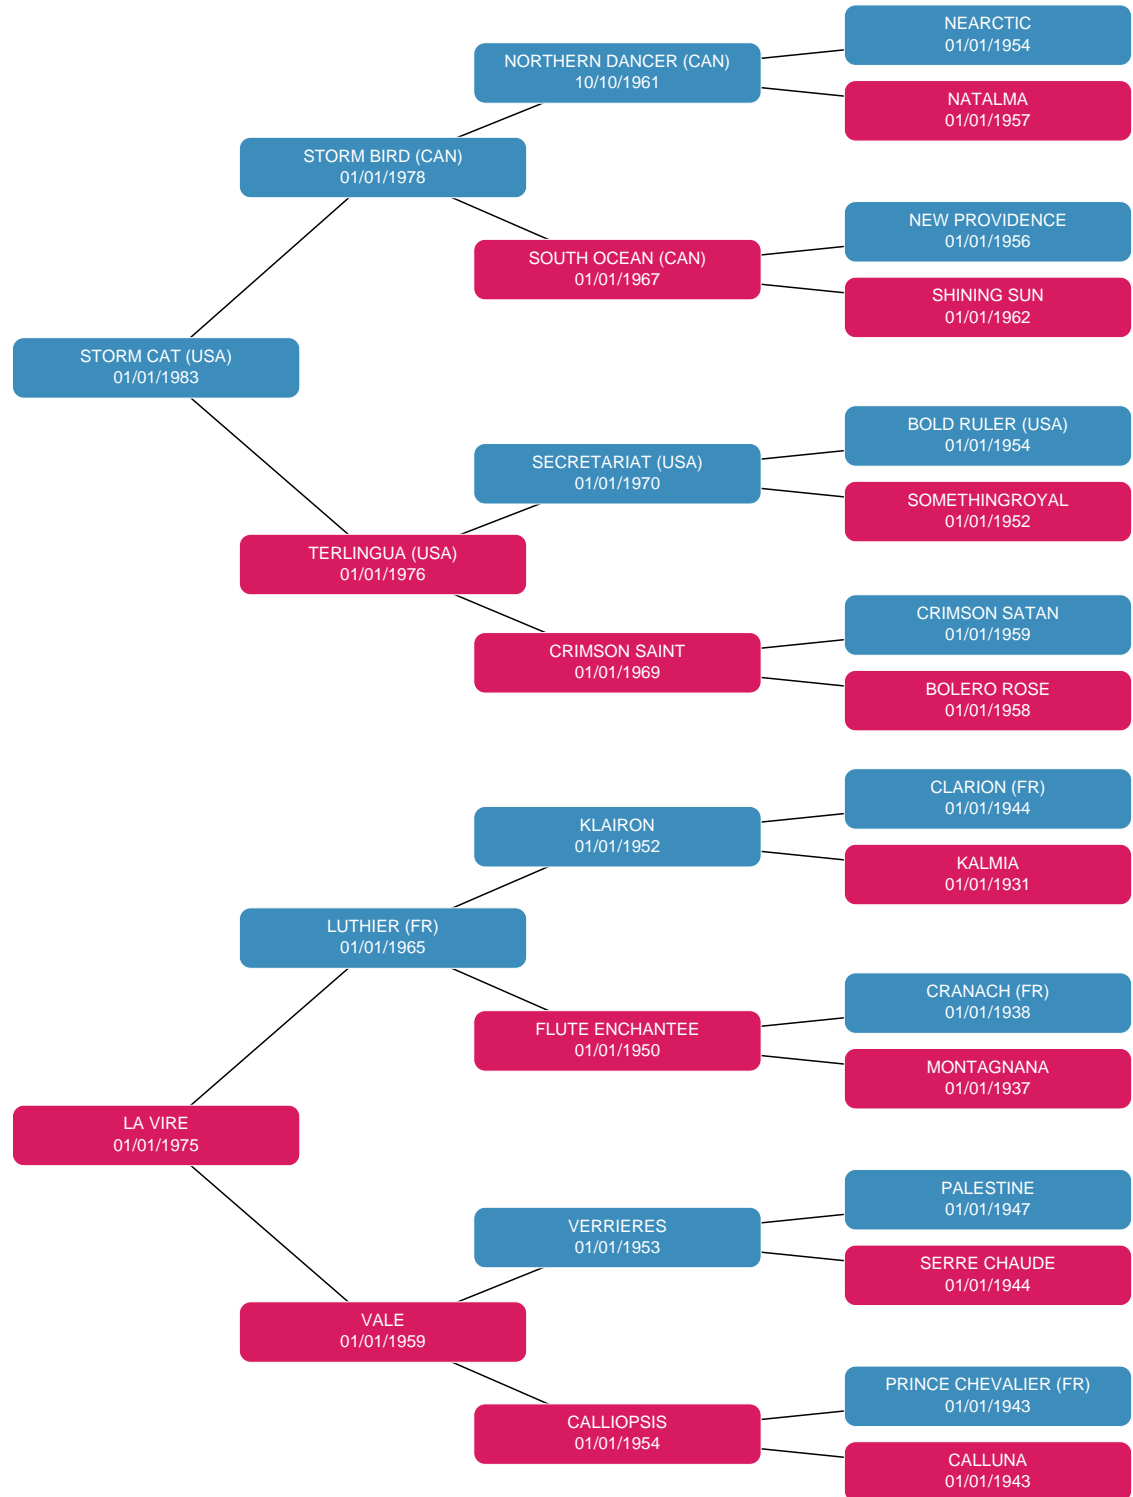 NEARCTIC
01/01/1954
NORTHERN DANCER (CAN)
10/10/1961
NATALMA
01/01/1957
STORM BIRD (CAN)
01/01/1978
NEW PROVIDENCE
01/01/1956
SOUTH OCEAN (CAN)
01/01/1967
SHINING SUN
01/01/1962
STORM CAT (USA)
01/01/1983
BOLD RULER (USA)
01/01/1954
SECRETARIAT (USA)
01/01/1970
SOMETHINGROYAL
01/01/1952
TERLINGUA (USA)
01/01/1976
CRIMSON SATAN
01/01/1959
CRIMSON SAINT
01/01/1969
BOLERO ROSE
01/01/1958
CLARION (FR)
01/01/1944
KLAIRON
01/01/1952
KALMIA
01/01/1931
LUTHIER (FR)
01/01/1965
CRANACH (FR)
01/01/1938
FLUTE ENCHANTEE
01/01/1950
MONTAGNANA
01/01/1937
LA VIRE
01/01/1975
PALESTINE
01/01/1947
VERRIERES
01/01/1953
SERRE CHAUDE
01/01/1944
VALE
01/01/1959
PRINCE CHEVALIER (FR)
01/01/1943
CALLIOPSIS
01/01/1954
CALLUNA
01/01/1943